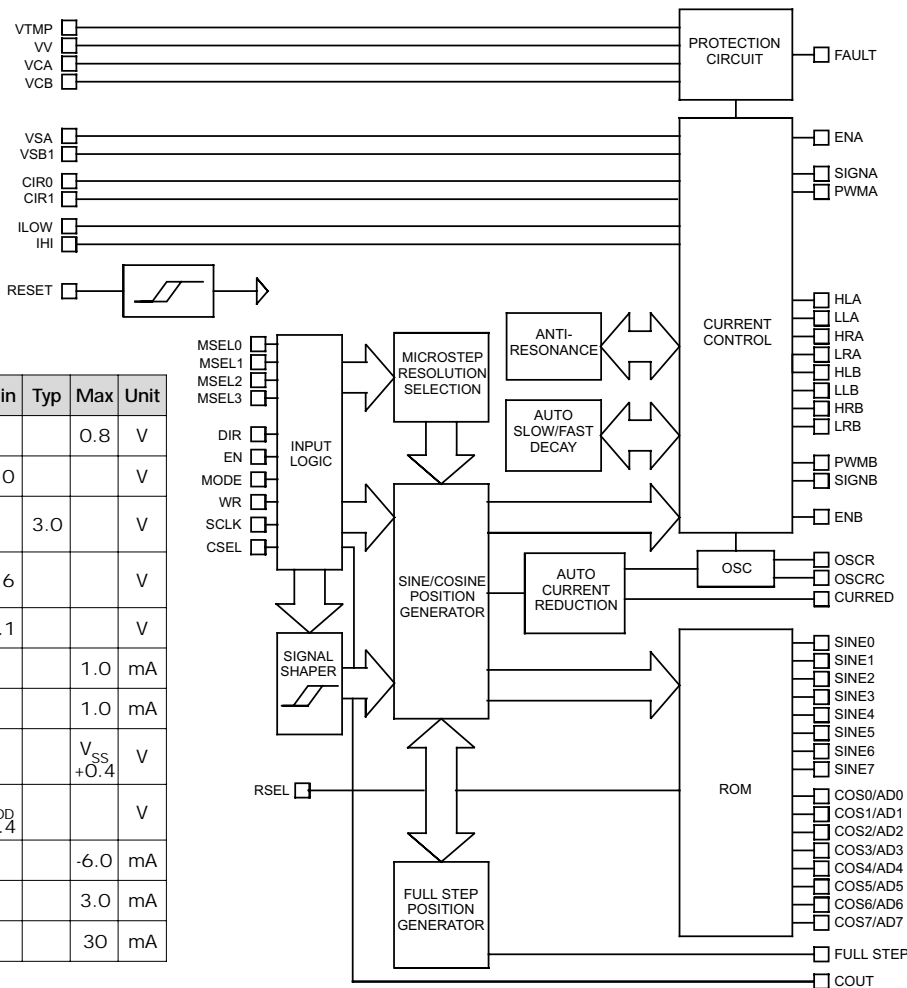 VTMP
VV
VCA
VCB
PROTECTION
CIRCUIT
FAULT
VSA
VSB1
CIR0
CIR1
ILOW
IHI
RESET
ENA
SIGNA
PWMA
CURRENT
CONTROL
HLA
LLA
HRA
LRA
HLB
LLB
HRB
LRB
PWMB
SIGNB
ENB
MSEL0
MSEL1
MSEL2
MSEL3
DIR
EN
MODE
WR
SCLK
CSEL
INPUT
LOGIC
MICROSTEP
RESOLUTION
SELECTION
ANTI-
RESONANCE
AUTO
SLOW/FAST
DECAY
SINE/COSINE
POSITION
GENERATOR
AUTO
CURRENT
REDUCTION
OSC
OSCR
OSCRC
CURRED
SIGNAL
SHAPER
RSEL
ROM
SINE0
SINE1
SINE2
SINE3
SINE4
SINE5
SINE6
SINE7
COS0/AD0
COS1/AD1
COS2/AD2
COS3/AD3
COS4/AD4
COS5/AD5
COS6/AD6
COS7/AD7
FULL STEP
POSITION
GENERATOR
FULL STEP
COUT
Typ Max Unit
0.8 V
V
3.0 V
V
V
1.0 mA
1.0 mA
VSS +0.4 V
V
-6.0 mA
3.0 mA
30 mA